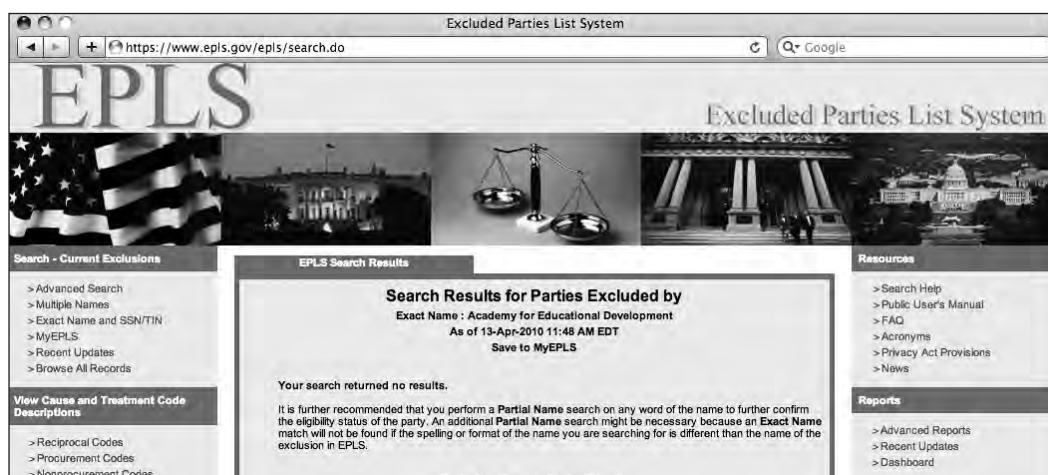 Excluded Parties List System
https://www.epls.gov/epls/search.do
Google
EPLS
Excluded Parties List System
Search - Current Exclusions
> Advanced Search
> Multiple Names
> Exact Name and SSN/TIN
> MyEPLS
> Recent Updates
> Browse All Records
View Cause and Treatment Code
Descriptions
> Reciprocal Codes
> Procurement Codes
> Nonprocurement Codes
EPLS Search Results
Search Results for Parties Excluded by
Exact Name : Academy for Educational Development
As of 13-Apr-2010 11:48 AM EDT
Save to MyEPLS
Your search returned no results.
It is further recommended that you perform a Partial Name search on any word of the name to further confirm
the eligibility status of the party. An additional Partial Name search might be necessary because an Exact Name
match will not be found if the spelling or format of the name you are searching for is different than the name of the
exclusion in EPLS.
Resources
> Search Help
> Public User's Manual
> FAQ
> Acronyms
> Privacy Act Provisions
> News
Reports
> Advanced Reports
> Recent Updates
> Dashboard